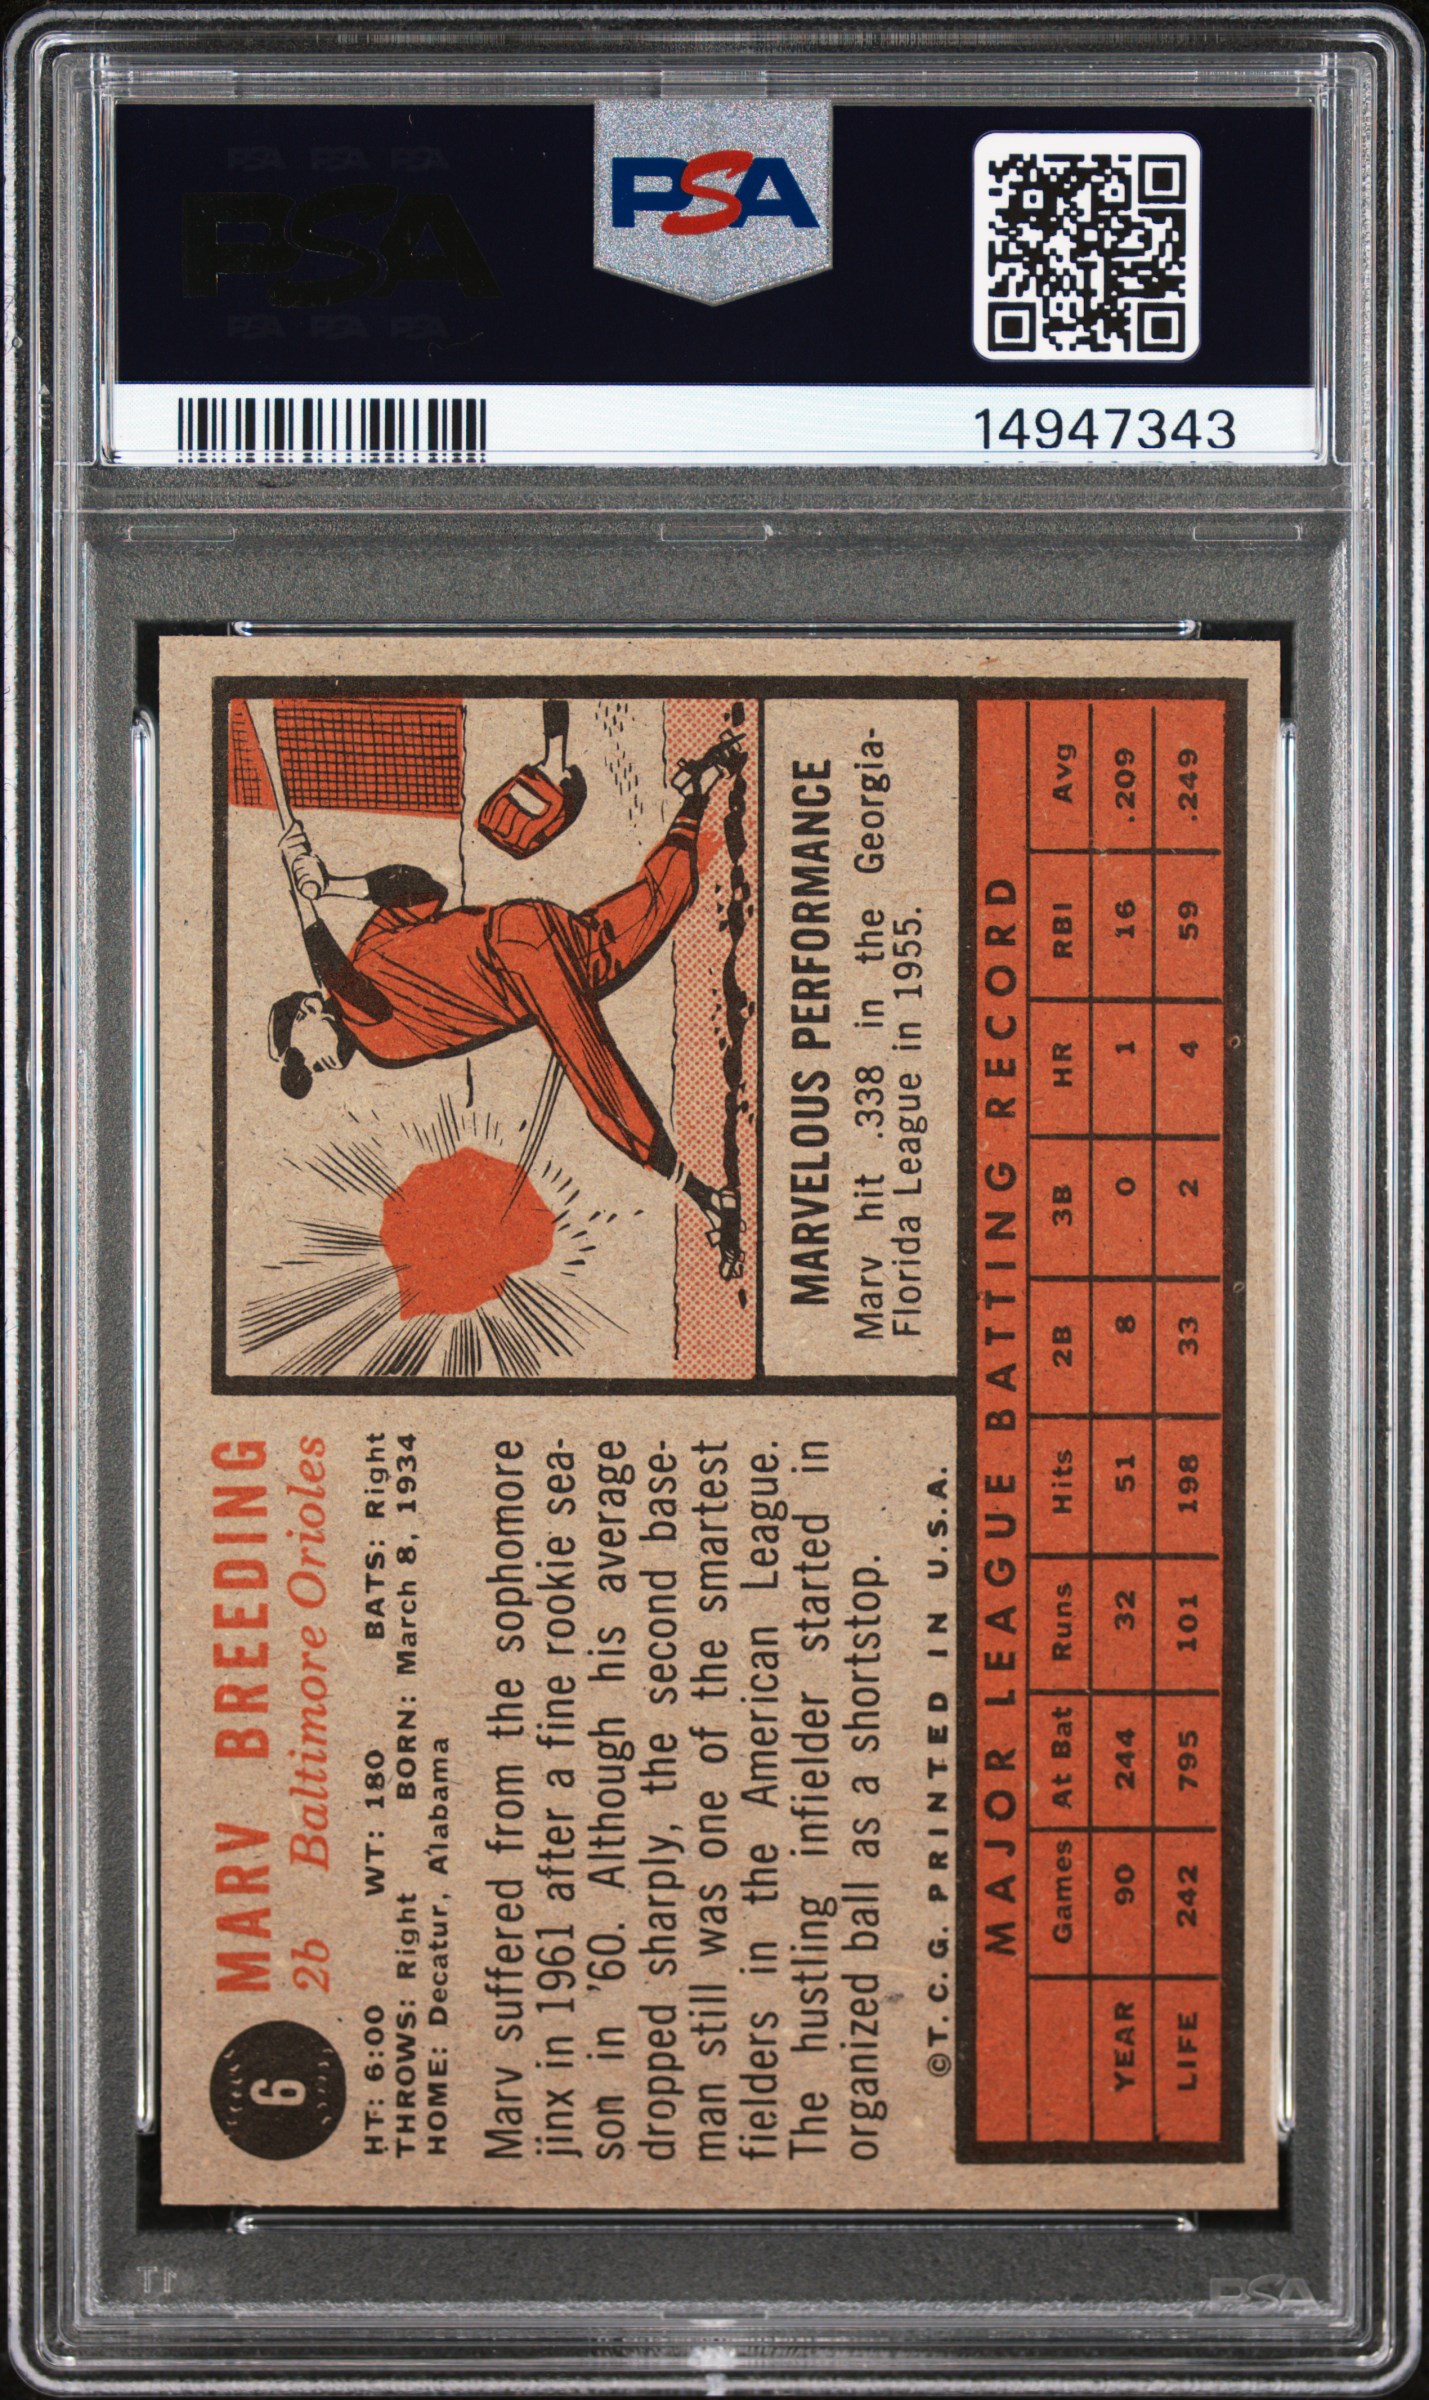 PSA PSA PSA
PSA
PSA PSA PSA
PSA
14947343
6
MARV BREEDING
2b Baltimore Orioles
HT: 6:00 WT: 180 BATS: Right
THROWS: Right BORN: March 8, 1934
HOME: Decatur, Alabama
Marv suffered from the sophomore
jinx in 1961 after a fine rookie sea-
son in '60. Although his average
dropped sharply, the second base-
man still was one of the smartest
fielders in the American League.
The hustling infielder started in
organized ball as a shortstop.
©T. C. G. PRINTED IN U.S.A.
MARVELOUS PERFORMANCE
Marv hit .338 in the Georgia-
Florida League in 1955.
MAJOR LEAGUE BATTING RECORD
Games At Bat Runs Hits 2B 3B HR RBI Avg
YEAR 90 244 32 51 8 0 1 16 .209
LIFE 242 795 101 198 33 2 4 59 .249
PSA